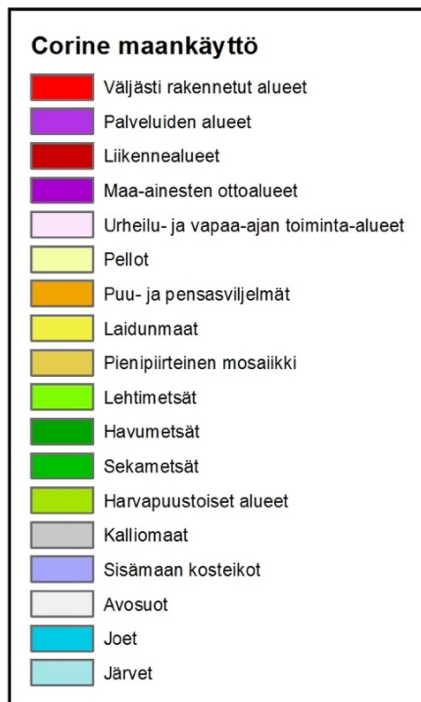 Corine maankäyttö
Väljästi rakennetut alueet
Palveluiden alueet
Liikennealueet
Maa-ainesten ottoalueet
Urheilu- ja vapaa-ajan toiminta-alueet
Pellot
Puu- ja pensasviljelmät
Laidunmaat
Pienipiirteinen mosaiikki
Lehtimetsät
Havumetsät
Sekametsät
Harvapuustoiset alueet
Kalliomaat
Sisämaan kosteikot
Avosuot
Joet
Järvet